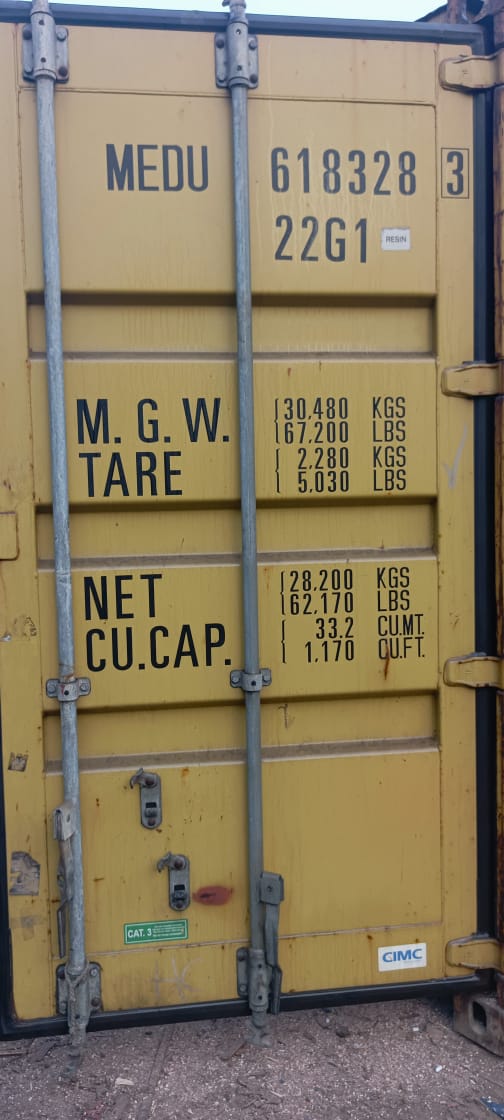 MEDU 618328 3
22G1 RESIN
M. G. W. 30,480 KGS
67,200 LBS
TARE 2,280 KGS
5,030 LBS
NET 28,200 KGS
62,170 LBS
CU.CAP. 33.2 CU.MT.
1,170 CU.FT.
CAT. 3
CIMC